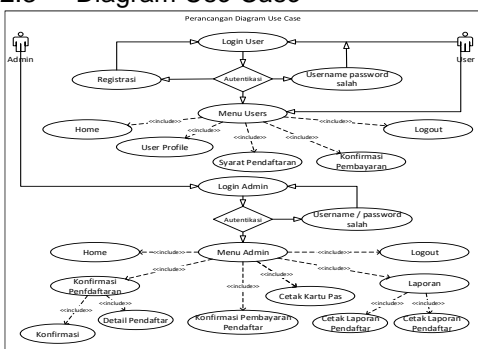 Diagram Use Case
Perancangan Diagram Use Case
Admin
User
Login User
Registrasi
Autentikasi
Username password
salah
Menu Users
<<include>>
<<include>>
<<include>>
<<include>>
<<include>>
Home
User Profile
Syarat Pendaftaran
Konfirmasi
Pembayaran
Logout
Login Admin
Autentikasi
Username / password
salah
Menu Admin
Home
<<include>>
<<include>>
Logout
<<include>>
<<include>>
<<include>>
<<include>>
Konfirmasi
Penfdaftaran
Cetak Kartu Pas
Laporan
<<include>>
<<include>>
<<include>>
<<include>>
Konfirmasi
Detail Pendaftar
Konfirmasi Pembayaran
Pendaftar
Cetak Laporan
Pendaftar
Cetak Laporan
Pendaftar